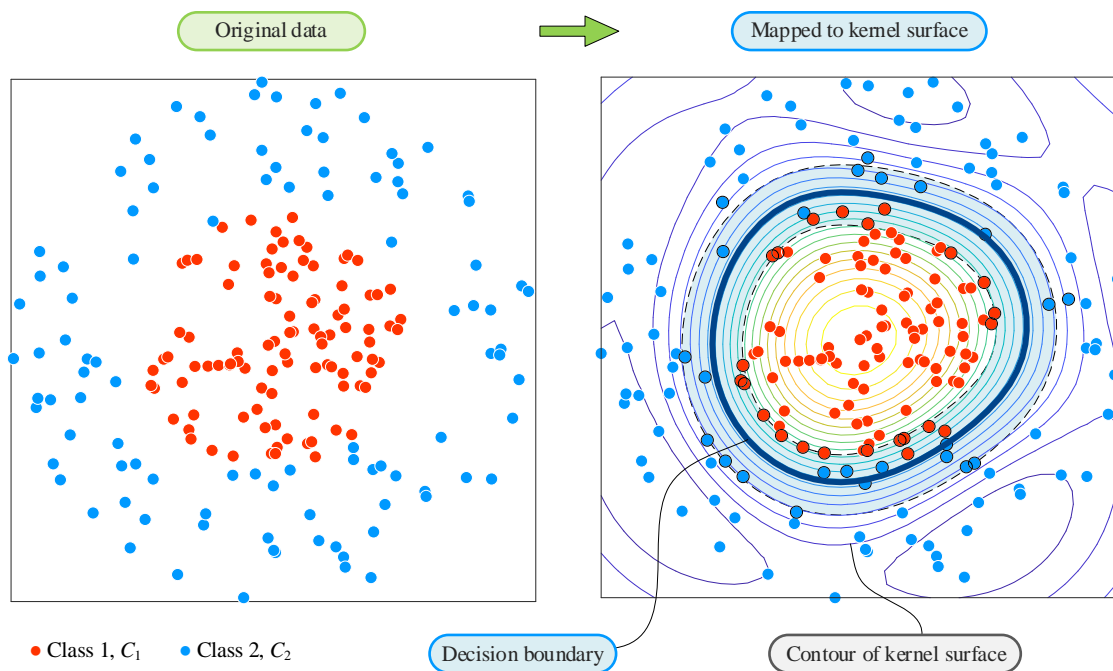 Original data
Mapped to kernel surface
Class 1, C1
Class 2, C2
Decision boundary
Contour of kernel surface